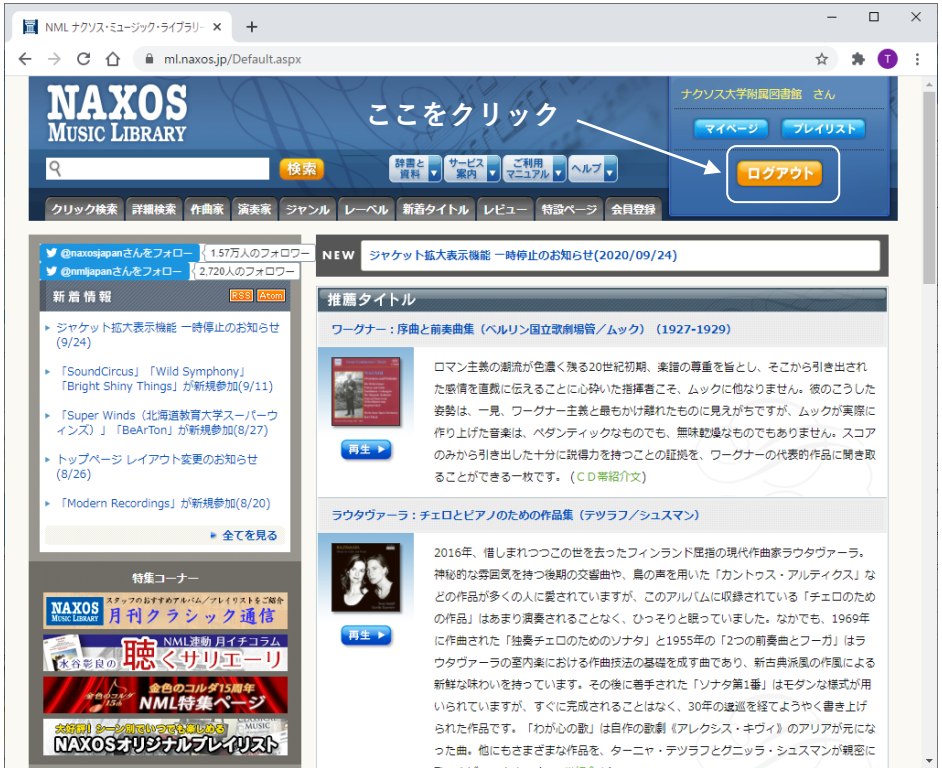 NML ナクソス・ミュージック・ライブラリー
ml.naxos.jp/Default.aspx
T
NAXOS
MUSIC LIBRARY
ここをクリック
ナクソス大学附属図書館 さん
マイページ
プレイリスト
ログアウト
検索
辞書と資料
サービス案内
ご利用マニュアル
ヘルプ
クリック検索 詳細検索 作曲家 演奏家 ジャンル レーベル 新着タイトル レビュー 特設ページ 会員登録
@naxosjapanさんをフォロー 1.57万人のフォロワー
@nmljapanさんをフォロー 2,720人のフォロワー
新着情報 RSS Atom
ジャケット拡大表示機能 一時停止のお知らせ
(9/24)
「SoundCircus」「Wild Symphony」
「Bright Shiny Things」が新規参加(9/11)
「Super Winds（北海道教育大学スーパーウ
ィンズ）」「BeArTon」が新規参加(8/27)
トップページ レイアウト変更のお知らせ
(8/26)
「Modern Recordings」が新規参加(8/20)
全てを見る
特集コーナー
NAXOS
MUSIC LIBRARY
スタッフのおすすめアルバム／プレイリストをご紹介
月刊クラシック通信
NML連動 月イチコラム
水谷彰良の 聴くサリエーリ
金色のコルダ15th
金色のコルダ15周年
NML特集ページ
大好評！シーン別でいつでも楽しめる
NAXOSオリジナルプレイリスト
NEW ジャケット拡大表示機能 一時停止のお知らせ(2020/09/24)
推薦タイトル
ワーグナー：序曲と前奏曲集（ベルリン国立歌劇場管／ムック）（1927-1929）
再生
ロマン主義の潮流が色濃く残る20世紀初期、楽譜の尊重を旨とし、そこから引き出され
た感情を直截に伝えることに心砕いた指揮者こそ、ムックに他なりません。彼のこうした
姿勢は、一見、ワーグナー主義と最もかけ離れたものに見えがちですが、ムックが実際に
作り上げた音楽は、ペダンティックなものでも、無味乾燥なものでもありません。スコア
のみから引き出した十分に説得力を持つことの証拠を、ワーグナーの代表的作品に聞き取
ることができる一枚です。（ＣＤ帯紹介文）
ラウタヴァーラ：チェロとピアノのための作品集（テツラフ／シュスマン）
再生
2016年、惜しまれつつこの世を去ったフィンランド屈指の現代作曲家ラウタヴァーラ。
神秘的な雰囲気を持つ後期の交響曲や、鳥の声を用いた「カントゥス・アルティクス」な
どの作品が多くの人に愛されていますが、このアルバムに収録されている「チェロのため
の作品」はあまり演奏されることなく、ひっそりと眠っていました。なかでも、1969年
に作曲された「独奏チェロのためのソナタ」と1955年の「2つの前奏曲とフーガ」はラ
ウタヴァーラの室内楽における作曲技法の基礎を成す曲であり、新古典派風の作風による
新鮮な味わいを持っています。その後に着手された「ソナタ第1番」はモダンな様式が用
いられていますが、すぐに完成されることはなく、30年の逡巡を経てようやく書き上げ
られた作品です。「わが心の歌」は自作の歌劇《アレクシス・キヴィ》のアリアが元にな
った曲。他にもさまざまな作品を、ターニャ・テツラフとグニッラ・シュスマンが親密に